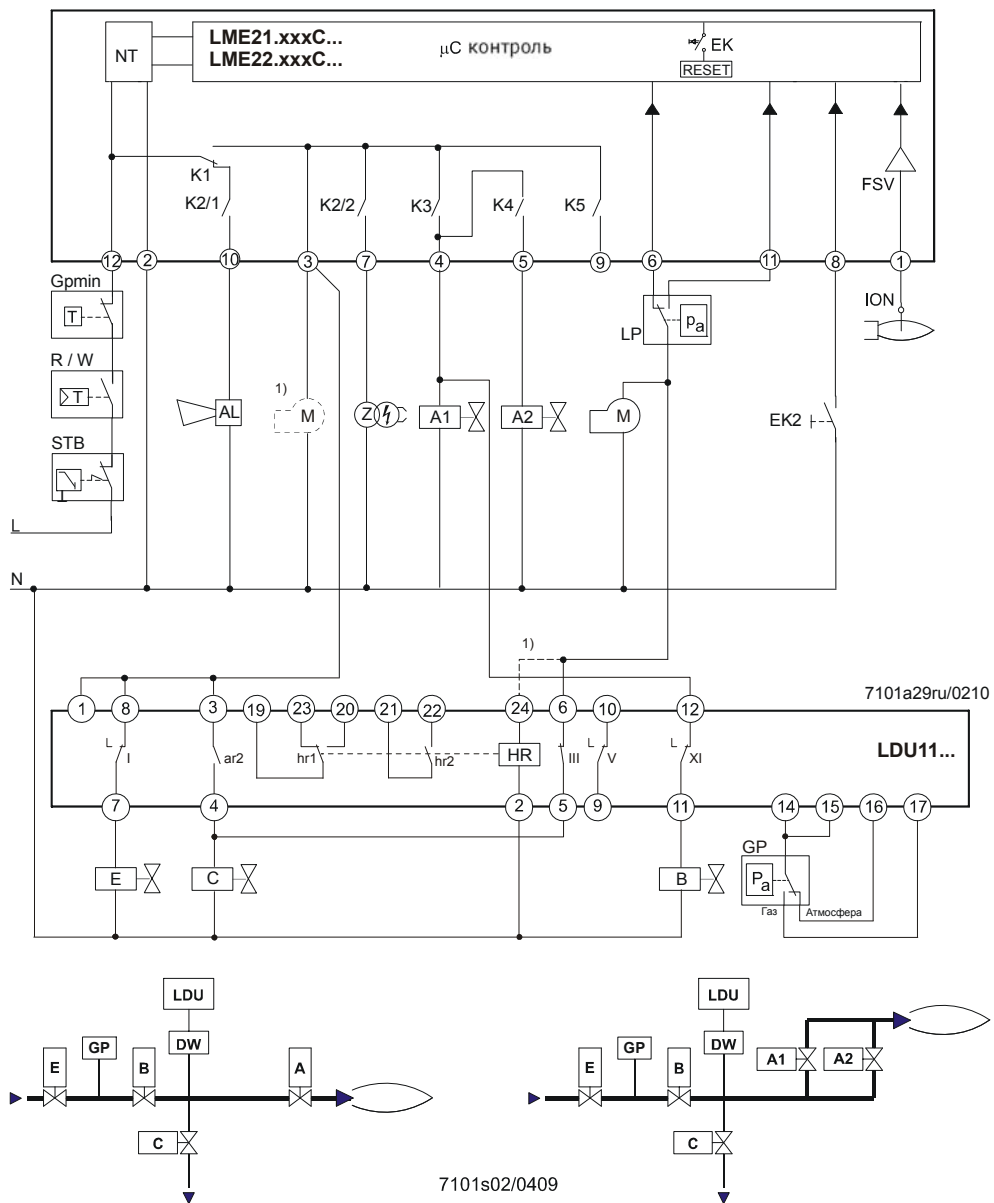 LME21.xxxC...
LME22.xxxC...
NT
µC контроль
EK
RESET
FSV
K1
K2/1
K2/2
K3
K4
K5
12 2 10 3 7 4 5 9 6 11 8 1
Gpmin
T
R / W
T
STB
L
AL
1)
M
Z
A1
A2
LP
pa
M
EK2
ION
N
1)
7101a29ru/0210
1 8 3 19 23 20 21 22 24 6 10 12
L I
ar2
hr1
hr2
HR
III
L V
L XI
LDU11...
7 4 2 5 9 11 14 15 16 17
E
C
B
GP
Pa
Газ
Атмосфера
LDU
DW
E
GP
B
A
C
LDU
DW
E
GP
B
A1
A2
C
7101s02/0409